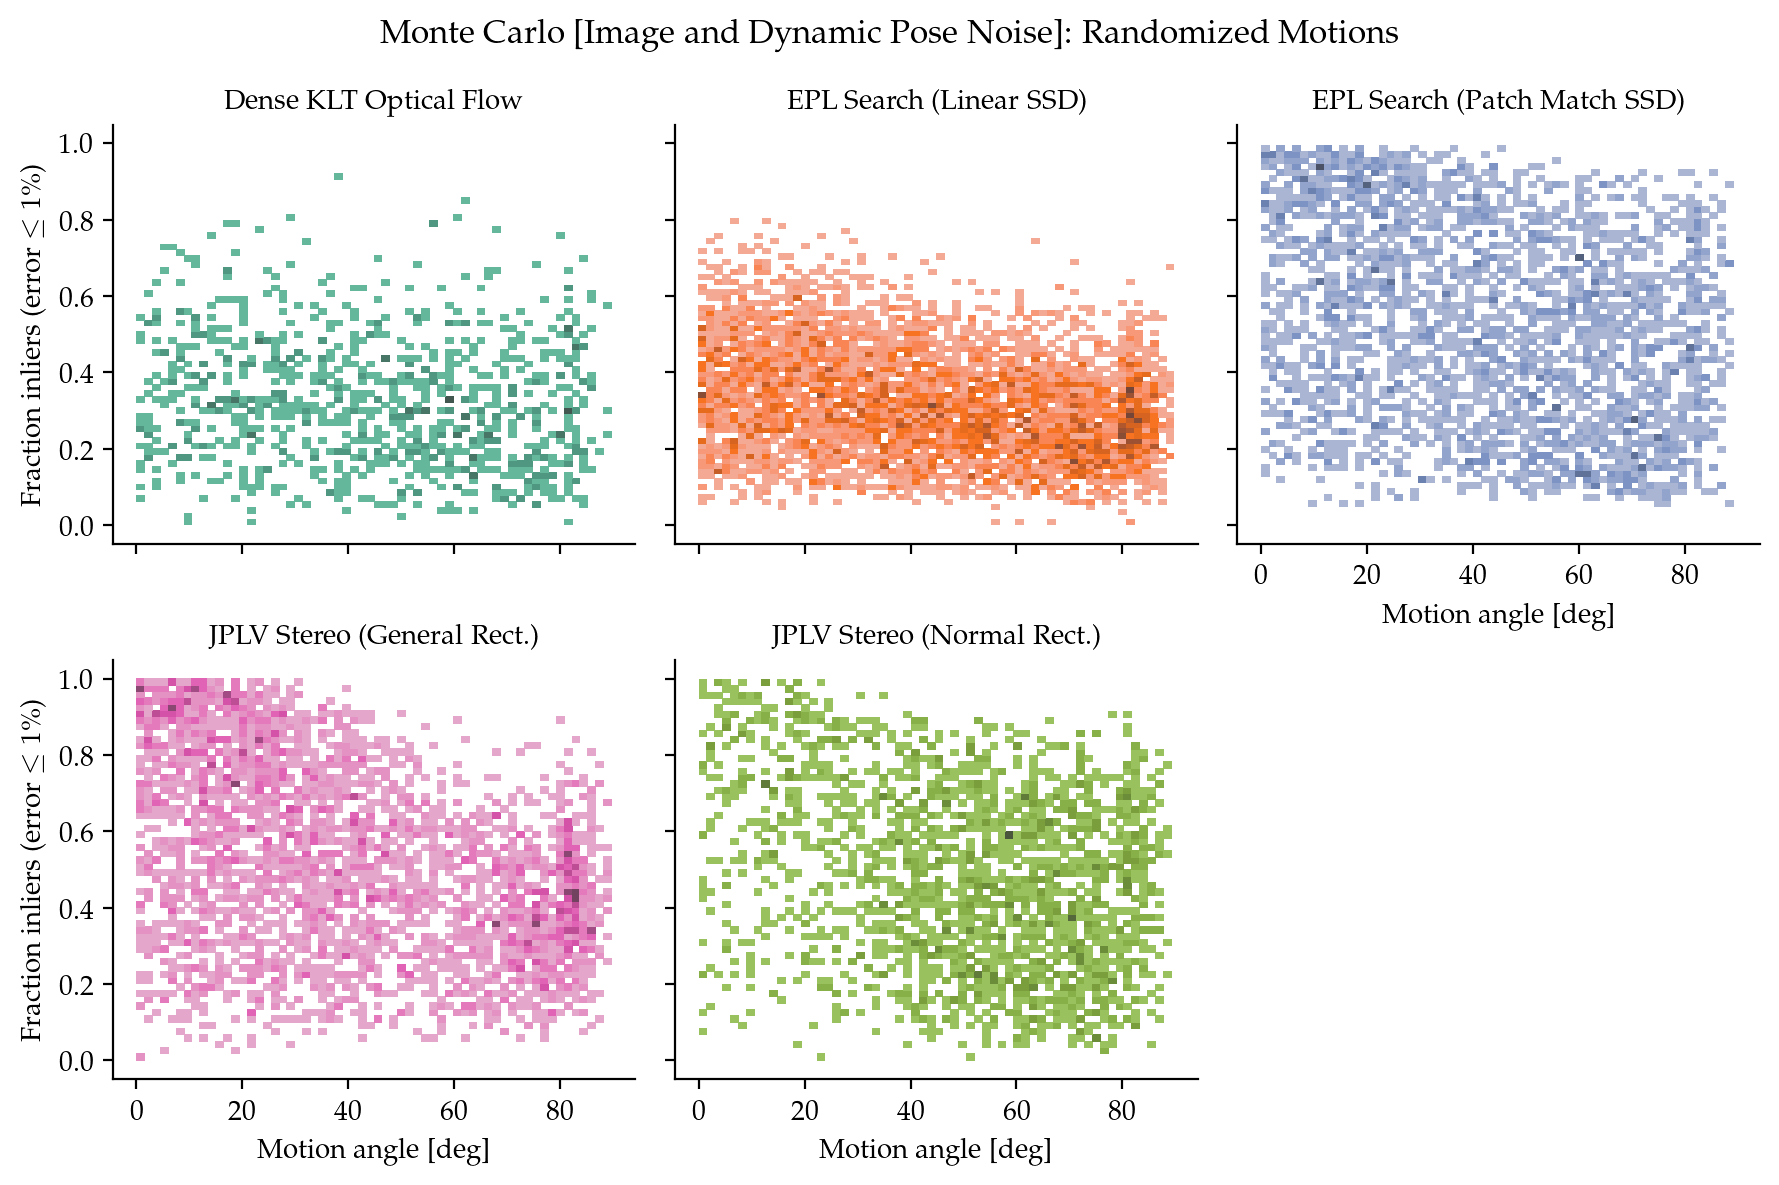 Monte Carlo [Image and Dynamic Pose Noise]: Randomized Motions
Dense KLT Optical Flow
EPL Search (Linear SSD)
EPL Search (Patch Match SSD)
Fraction inliers (error ≤ 1%)
1.0
0.8
0.6
0.4
0.2
0.0
0 20 40 60 80
Motion angle [deg]
JPLV Stereo (General Rect.)
JPLV Stereo (Normal Rect.)
Fraction inliers (error ≤ 1%)
1.0
0.8
0.6
0.4
0.2
0.0
0 20 40 60 80
0 20 40 60 80
Motion angle [deg]
Motion angle [deg]